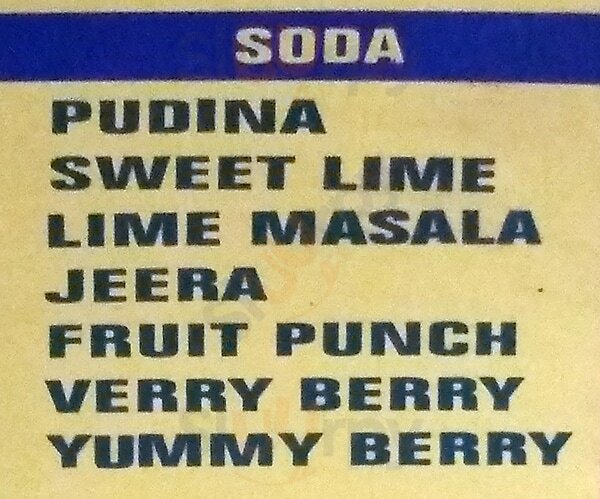 SODA
PUDINA
SWEET LIME
LIME MASALA
JEERA
FRUIT PUNCH
VERRY BERRY
YUMMY BERRY